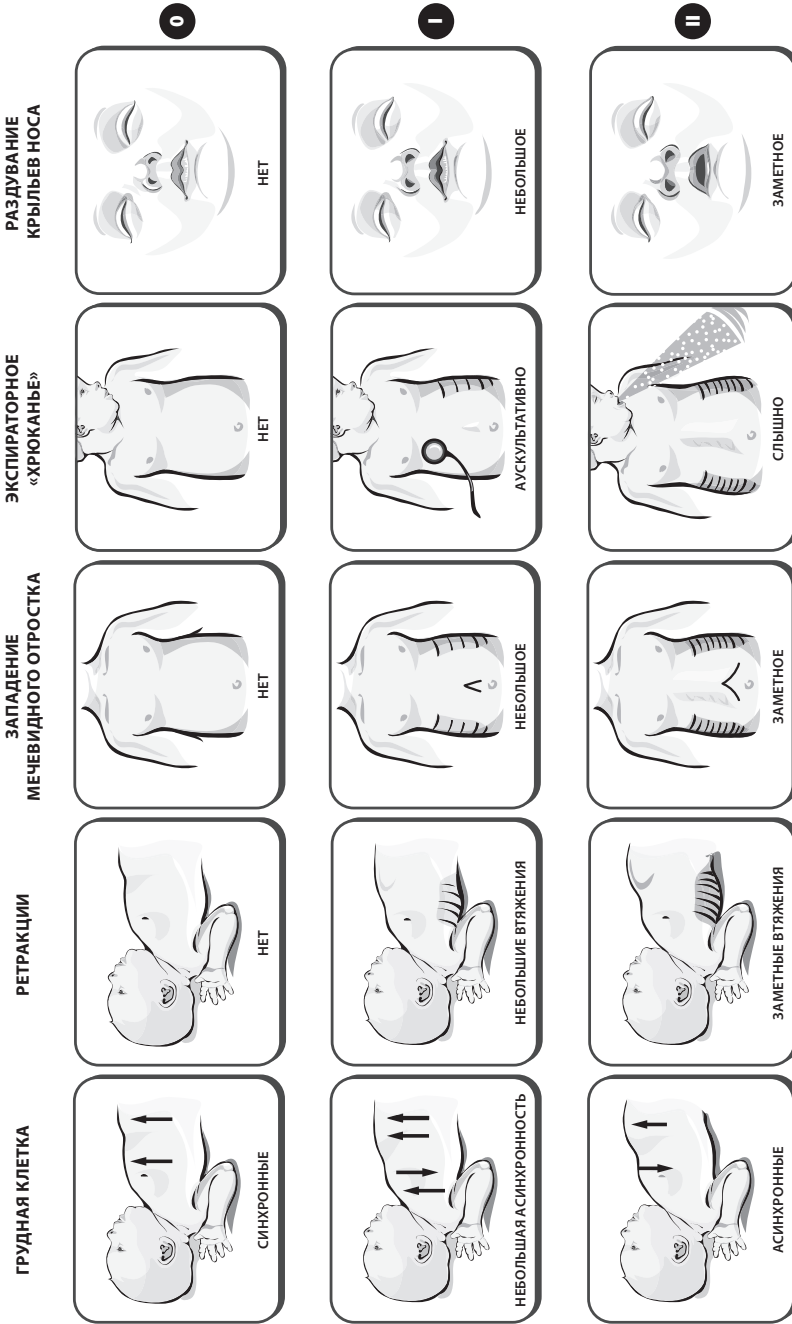 ГРУДНАЯ КЛЕТКА
РЕТРАКЦИИ
ЗАПАДЕНИЕ
МЕЧЕВИДНОГО ОТРОСТКА
ЭКСПИРАТОРНОЕ
«ХРЮКАНЬЕ»
РАЗДУВАНИЕ
КРЫЛЬЕВ НОСА
СИНХРОННЫЕ
НЕТ
НЕТ
НЕТ
НЕТ
0
НЕБОЛЬШАЯ АСИНХРОННОСТЬ
НЕБОЛЬШИЕ ВТЯЖЕНИЯ
НЕБОЛЬШОЕ
АУСКУЛЬТАТИВНО
НЕБОЛЬШОЕ
I
АСИНХРОННЫЕ
ЗАМЕТНЫЕ ВТЯЖЕНИЯ
ЗАМЕТНОЕ
СЛЫШНО
ЗАМЕТНОЕ
II